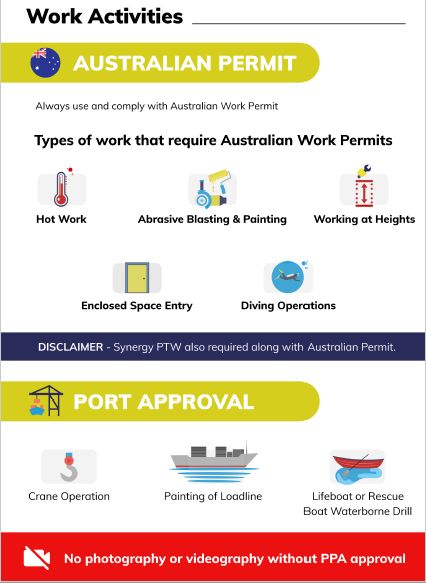 Work Activities
AUSTRALIAN PERMIT
Always use and comply with Australian Work Permit
Types of work that require Australian Work Permits
Hot Work
Abrasive Blasting & Painting
Working at Heights
Enclosed Space Entry
Diving Operations
DISCLAIMER - Synergy PTW also required along with Australian Permit.
PORT APPROVAL
Crane Operation
Painting of Loadline
Lifeboat or Rescue
Boat Waterborne Drill
No photography or videography without PPA approval